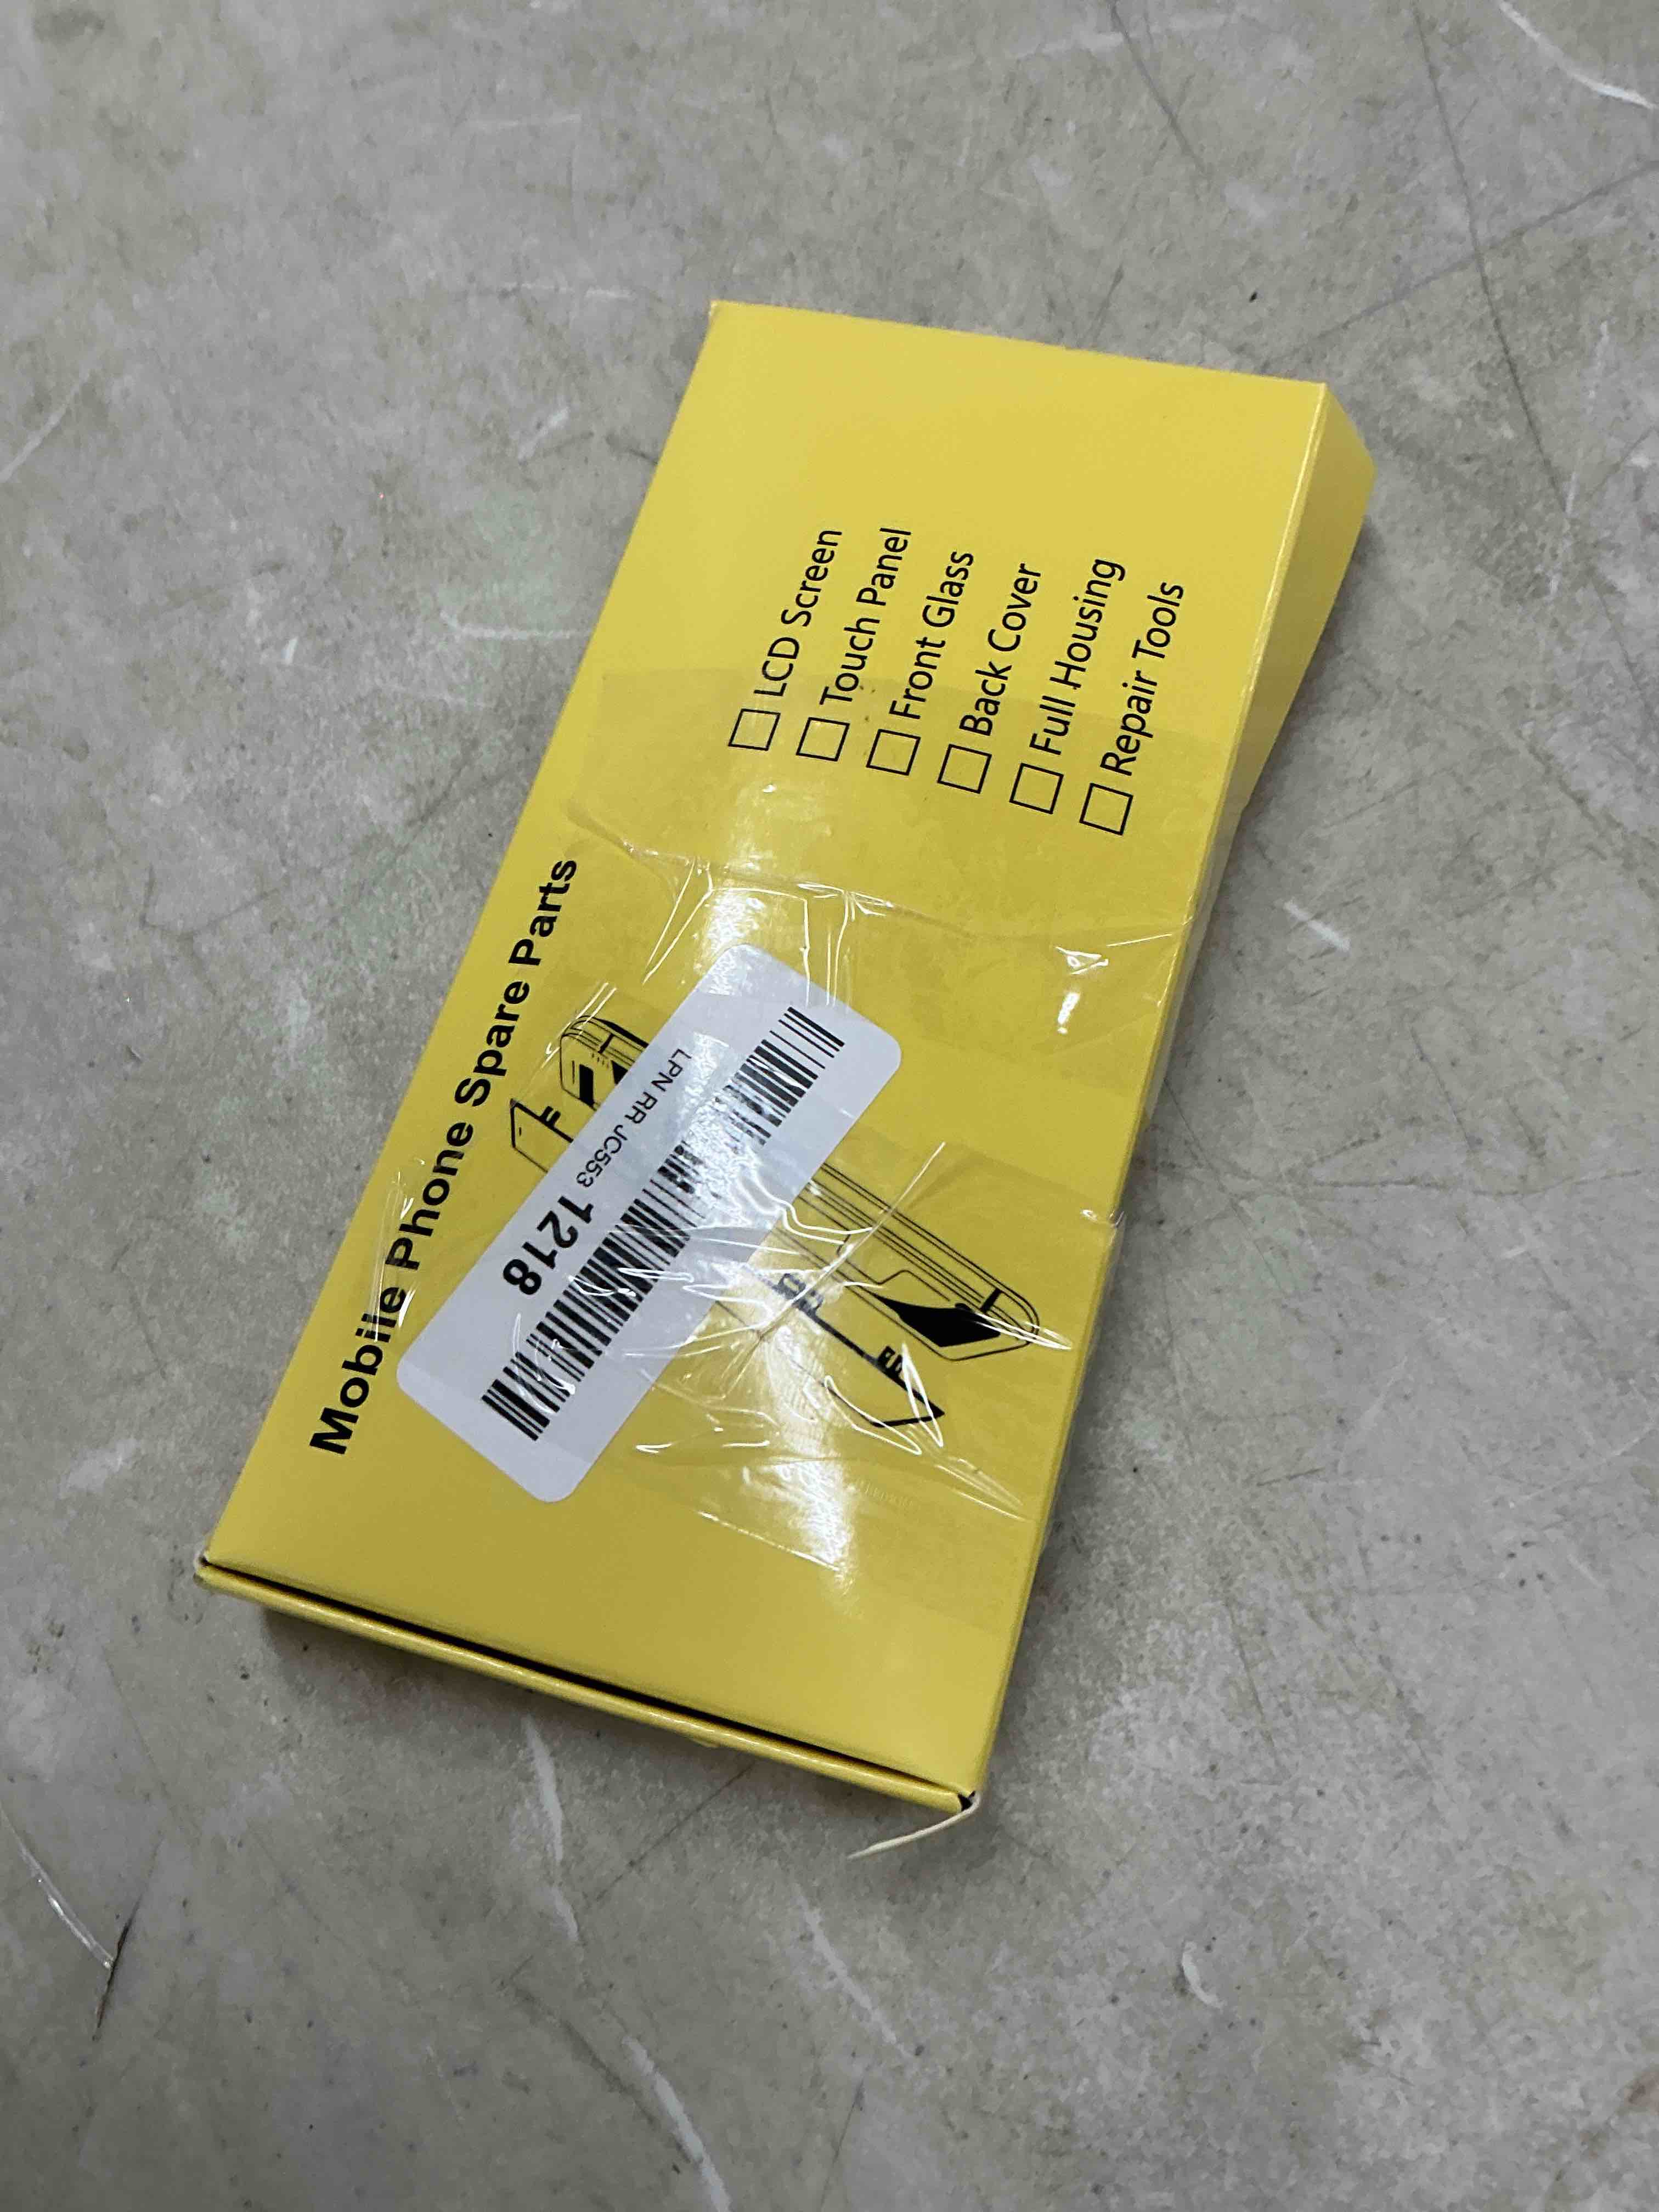 Mobile Phone Spare Parts
LPN RR JC553 1218
LCD Screen
Touch Panel
Front Glass
Back Cover
Full Housing
Repair Tools